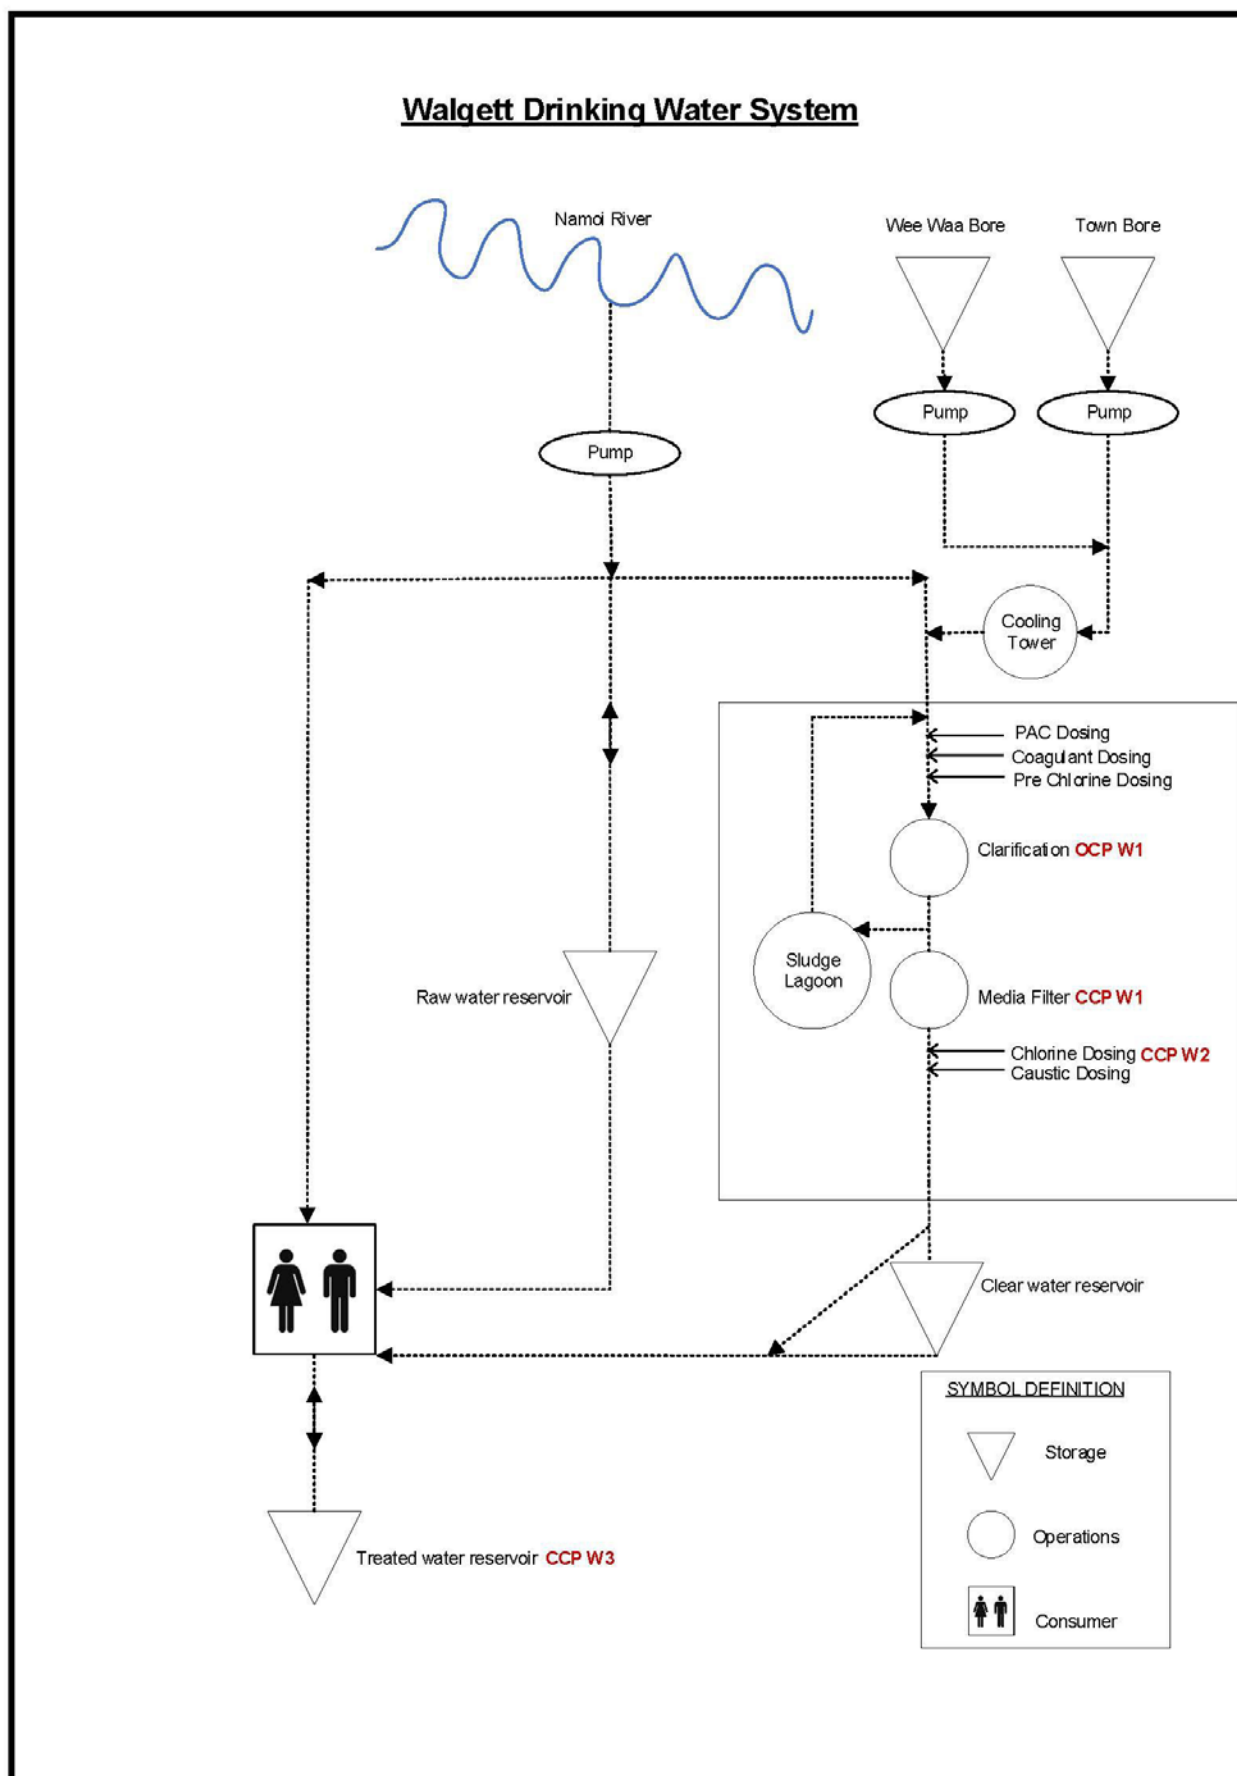 Walgett Drinking Water System
Namoi River
Wee Waa Bore
Town Bore
Pump
Pump
Pump
Cooling
Tower
PAC Dosing
Coagulant Dosing
Pre Chlorine Dosing
Clarification OCP W1
Sludge
Lagoon
Raw water reservoir
Media Filter CCP W1
Chlorine Dosing CCP W2
Caustic Dosing
Clear water reservoir
SYMBOL DEFINITION
Storage
Operations
Consumer
Treated water reservoir CCP W3